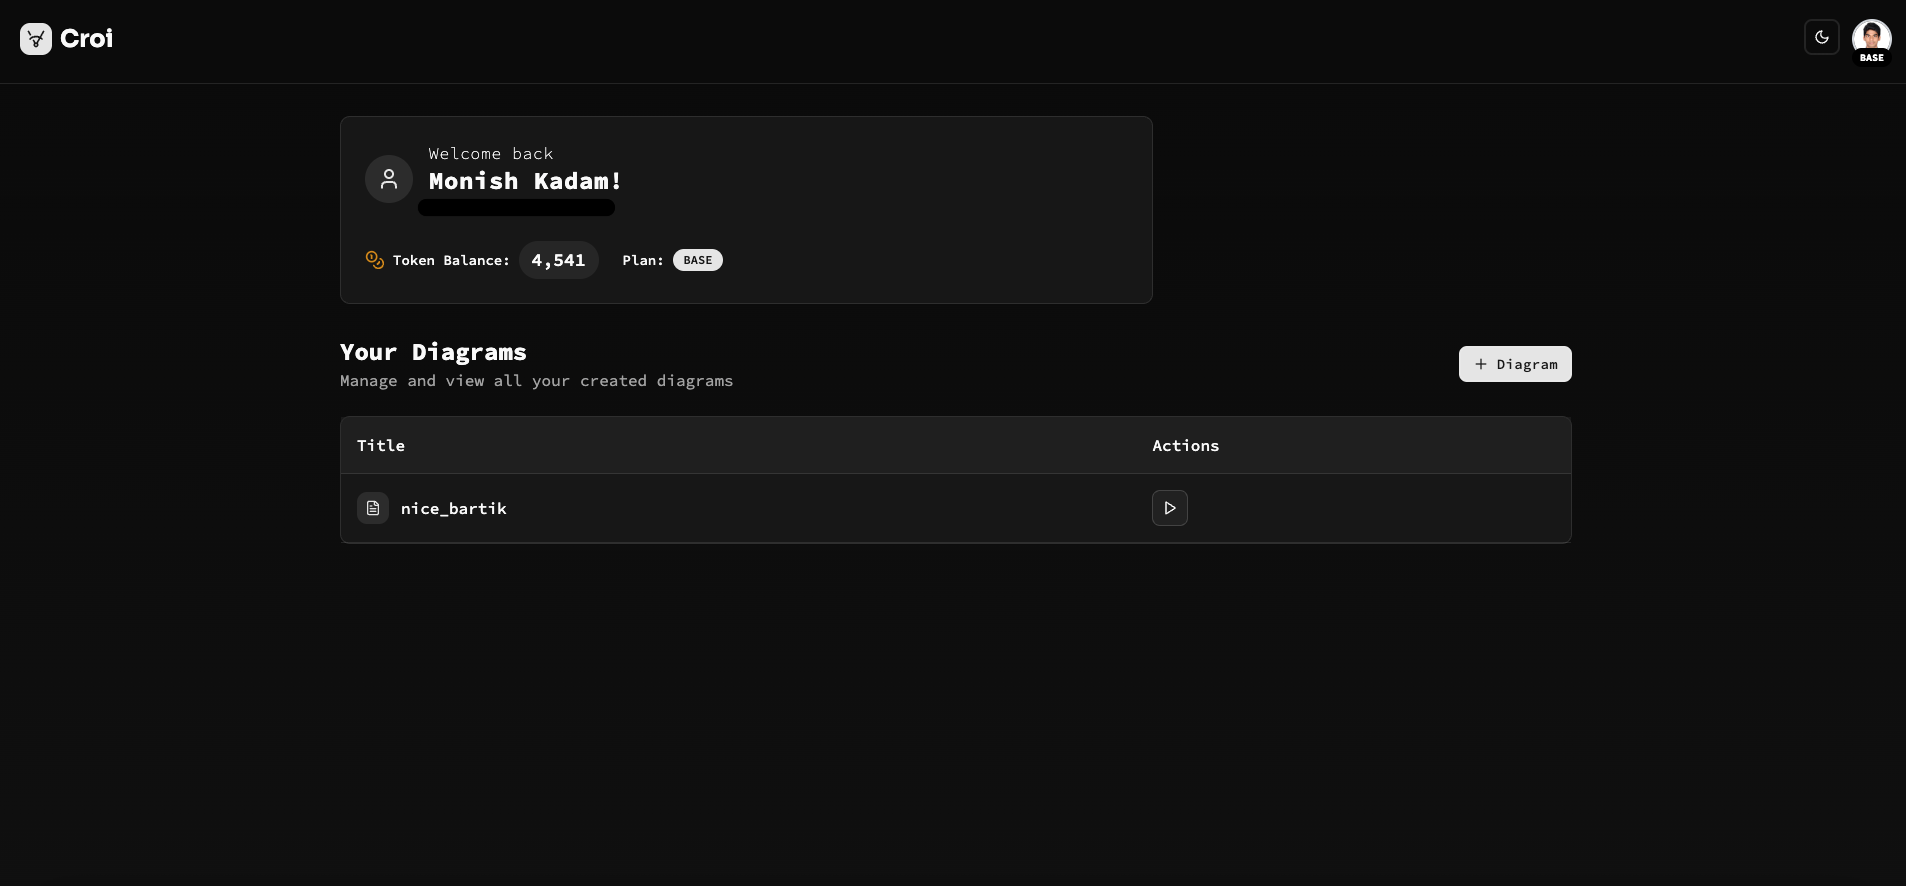 Croi
BASE
Welcome back
Monish Kadam!
Token Balance: 4,541 Plan: BASE
Your Diagrams
Manage and view all your created diagrams
+ Diagram
Title Actions
nice_bartik